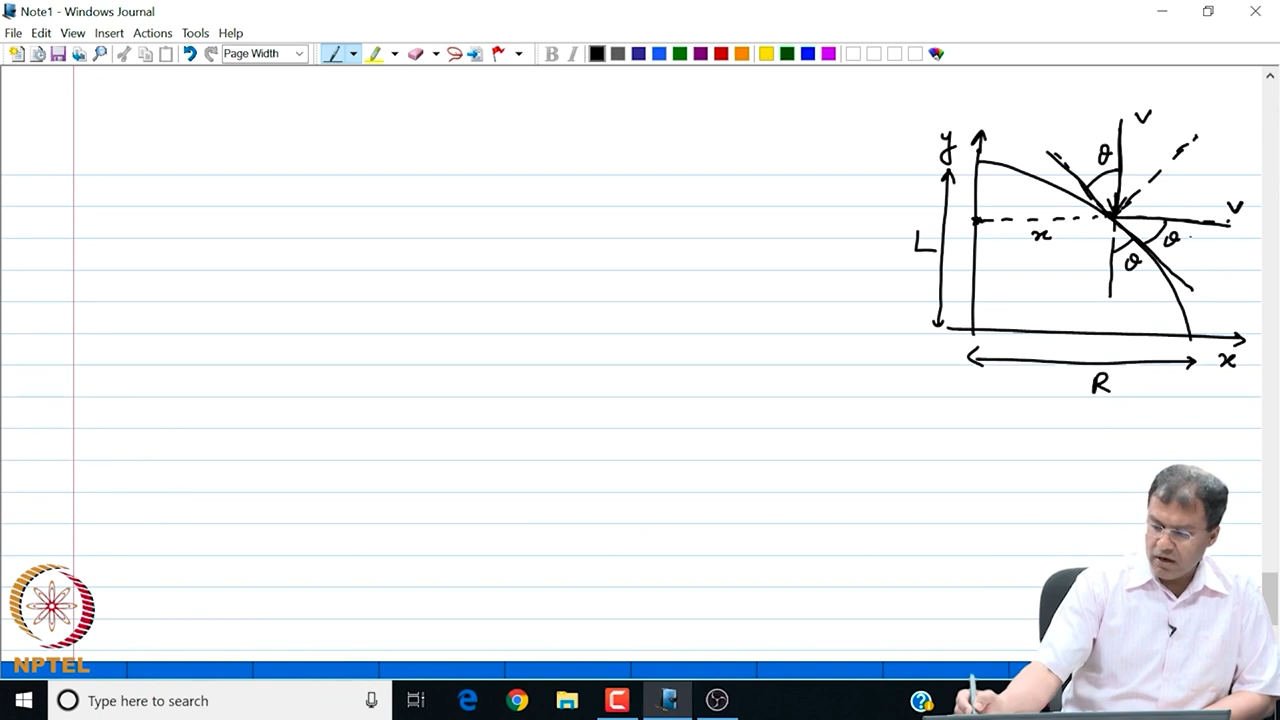 Note1 - Windows Journal
File Edit View Insert Actions Tools Help
Page Width
B I
y
θ
v
v
x
θ
θ
L
x
R
NPTEL
Type here to search